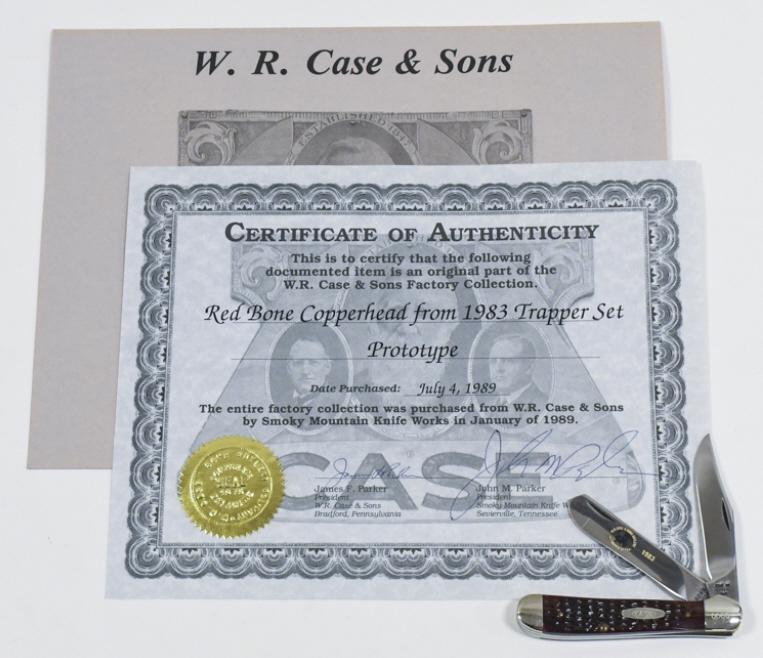 W. R. Case & Sons
ESTABLISHED 1847
CERTIFICATE OF AUTHENTICITY
This is to certify that the following
documented item is an original part of the
W.R. Case & Sons Factory Collection.
Red Bone Copperhead from 1983 Trapper Set
Prototype
Date Purchased: July 4, 1989
The entire factory collection was purchased from W.R. Case & Sons
by Smoky Mountain Knife Works in January of 1989.
CASE
James F. Parker
President
W.R. Case & Sons
Bradford, Pennsylvania
John M. Parker
President
Smoky Mountain Knife W
Sevierville, Tennessee
SEAL
1983